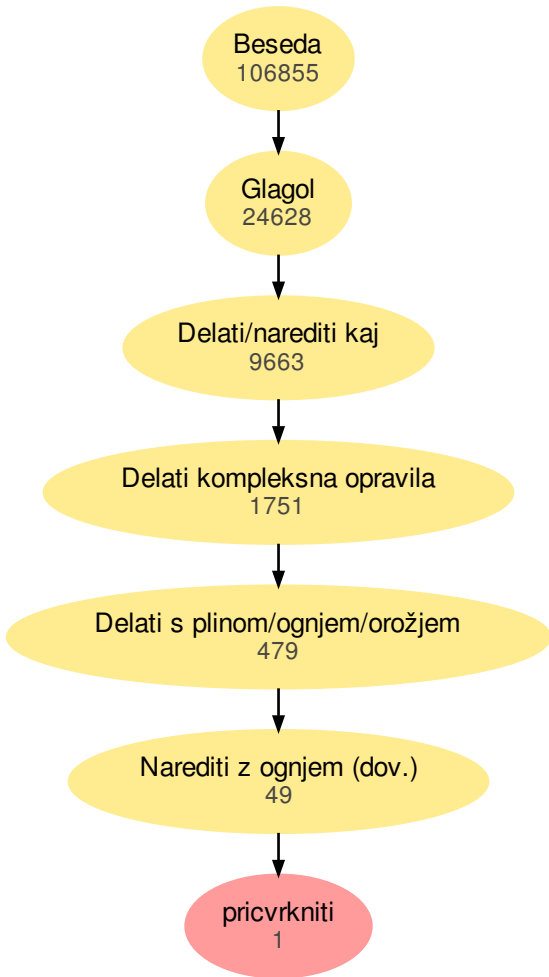 Beseda
106855
Glagol
24628
Delati/narediti kaj
9663
Delati kompleksna opravila
1751
Delati s plinom/ognjem/orožjem
479
Narediti z ognjem (dov.)
49
pricvrkniti
1